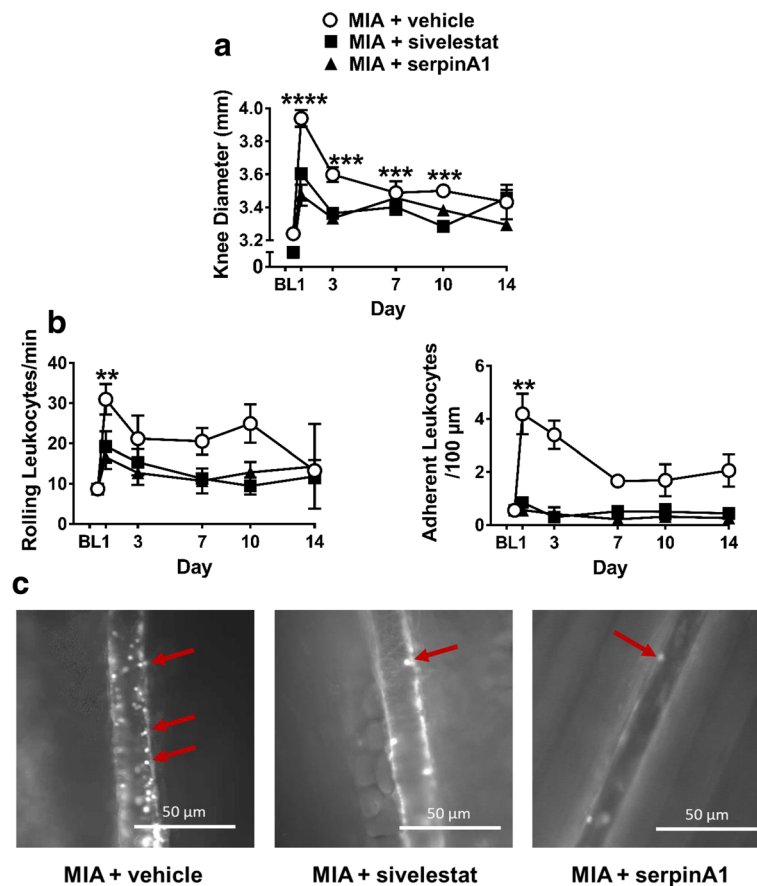 MIA + vehicle
MIA + sivelestat
MIA + serpinA1
a
****
***
***
***
Knee Diameter (mm)
4.0
3.8
3.6
3.4
3.2
0
BL1 3 7 10 14
Day
b
**
Rolling Leukocytes/min
40
30
20
10
0
BL1 3 7 10 14
Day
**
Adherent Leukocytes
/100 µm
6
4
2
0
BL1 3 7 10 14
Day
c
50 µm
50 µm
50 µm
MIA + vehicle
MIA + sivelestat
MIA + serpinA1